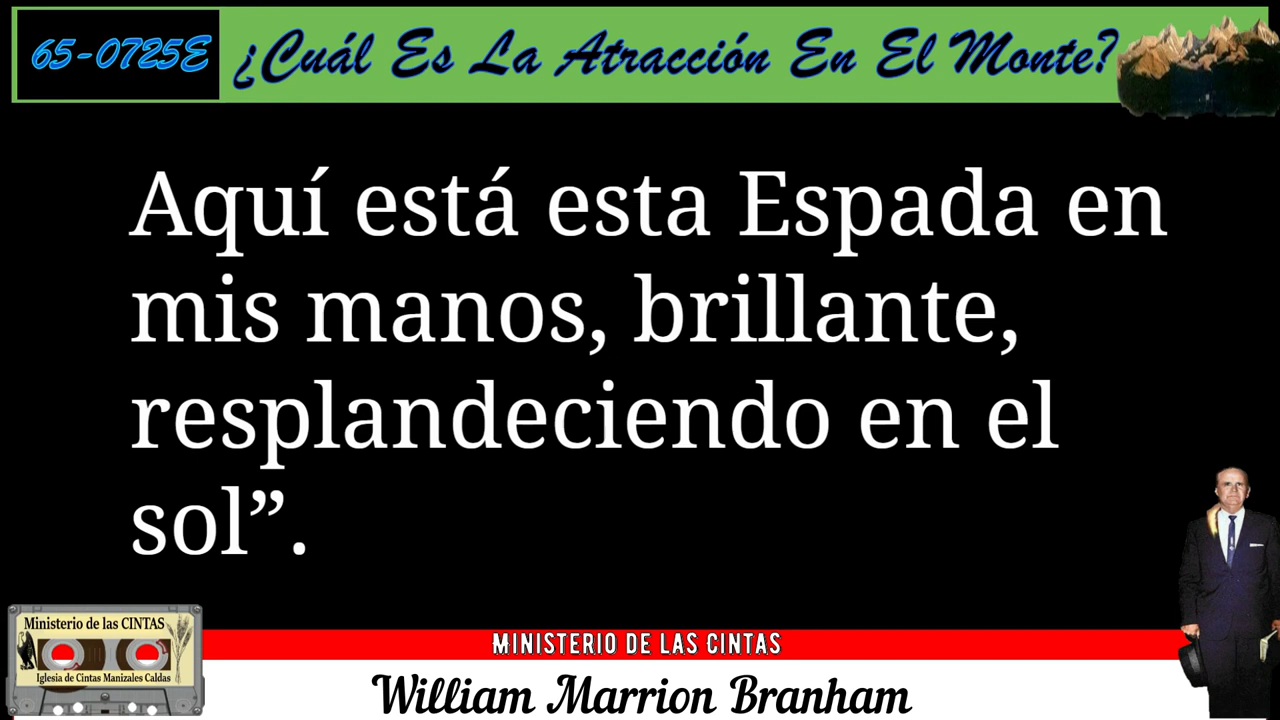 65-0725E ¿Cuál Es La Atracción En El Monte?
Aquí está esta Espada en
mis manos, brillante,
resplandeciendo en el
sol”.
Ministerio de las CINTAS
Iglesia de Cintas Manizales Caldas
MINISTERIO DE LAS CINTAS
William Marrion Branham